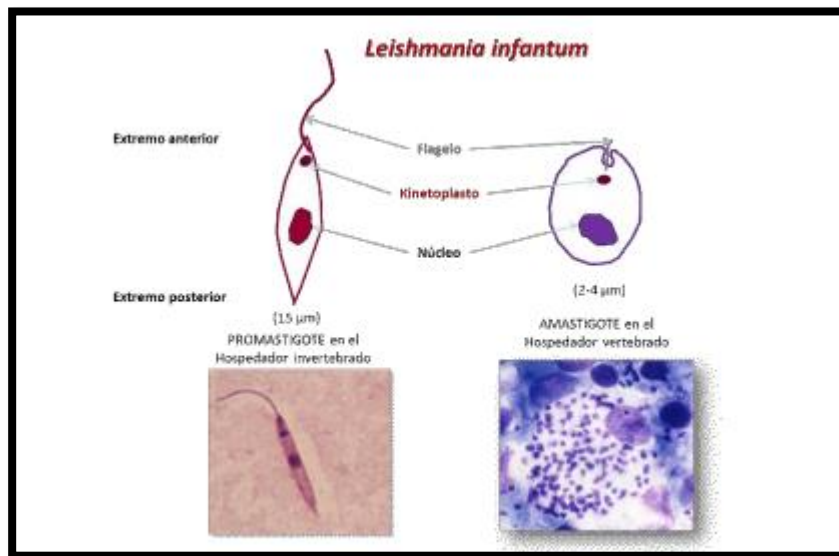 Leishmania infantum
Extremo anterior
Flagelo
Kinetoplasto
Núcleo
Extremo posterior
(15 µm)
(2-4 µm)
PROMASTIGOTE en el
Hospedador invertebrado
AMASTIGOTE en el
Hospedador vertebrado